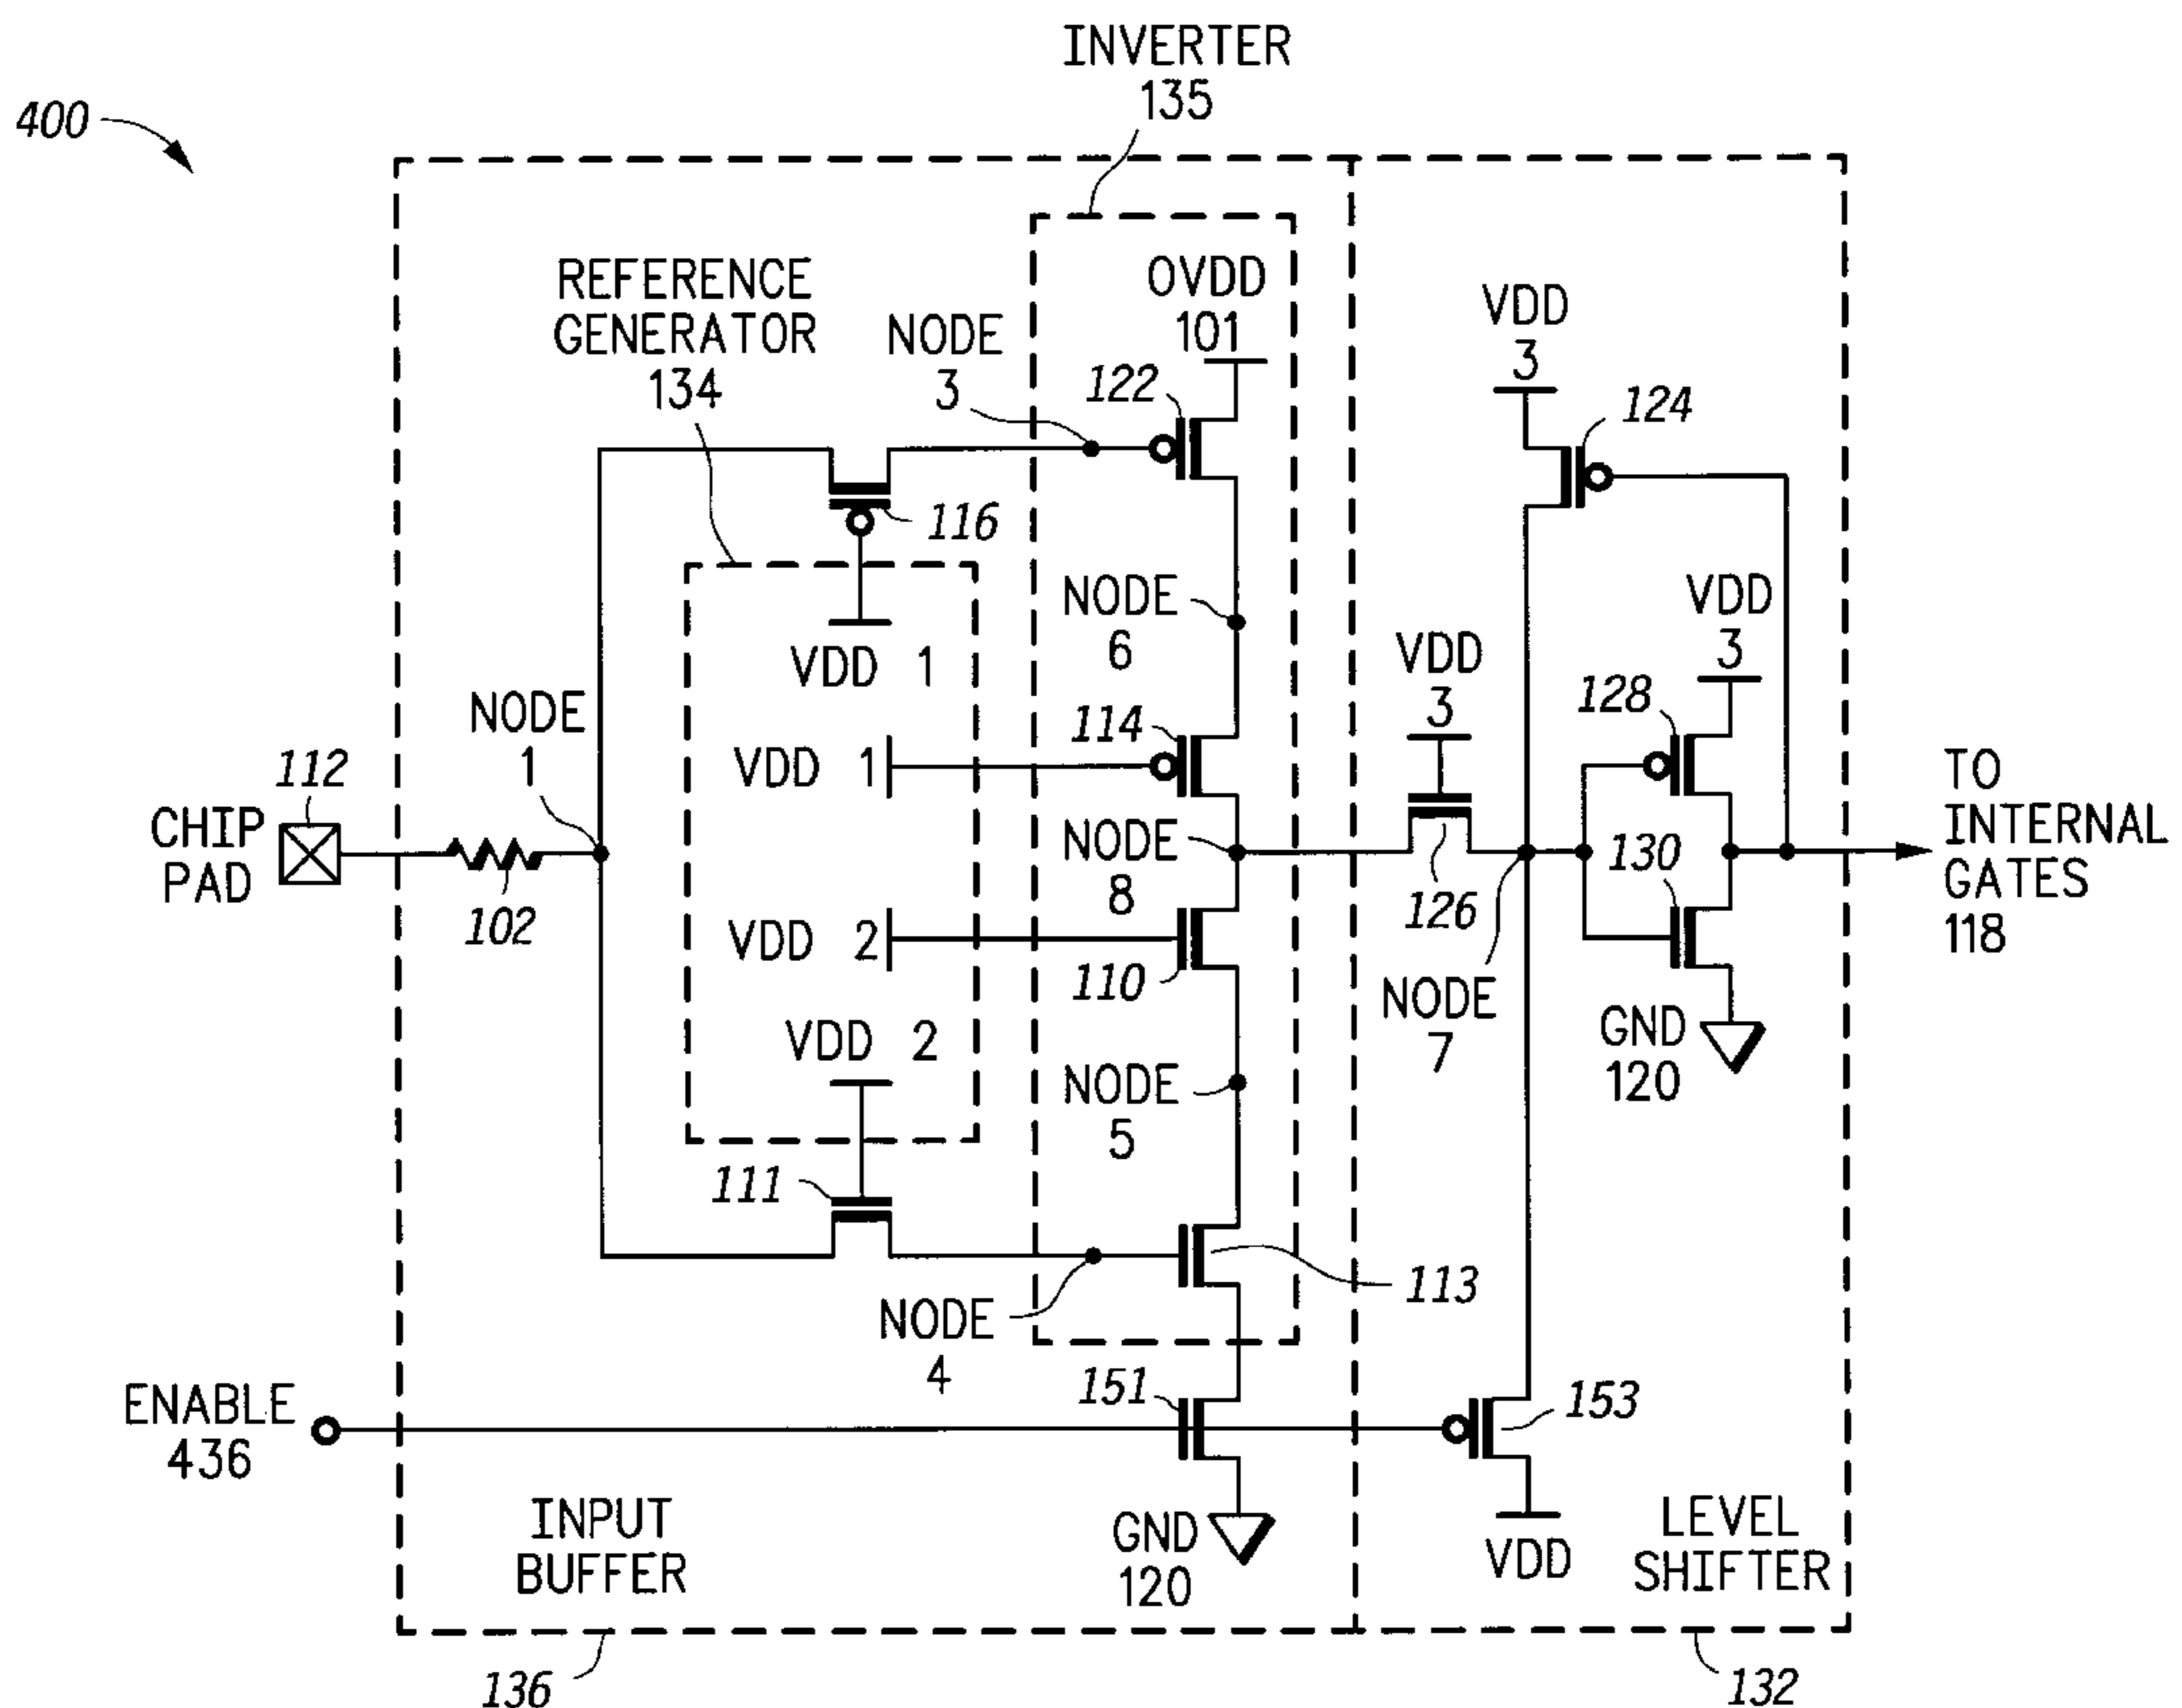 INVERTER
135
400
OVDD
101
REFERENCE
GENERATOR
134
NODE
3
122
VDD
3
124
116
NODE
6
VDD
3
VDD 1
VDD
3
128
NODE
1
114
VDD 1
112
CHIP
PAD
NODE
8
130
TO
INTERNAL
GATES
118
102
126
VDD 2
110
NODE
7
GND
120
VDD 2
NODE
5
111
113
NODE
4
151
153
ENABLE
436
INPUT
BUFFER
GND
120
VDD
LEVEL
SHIFTER
136
132